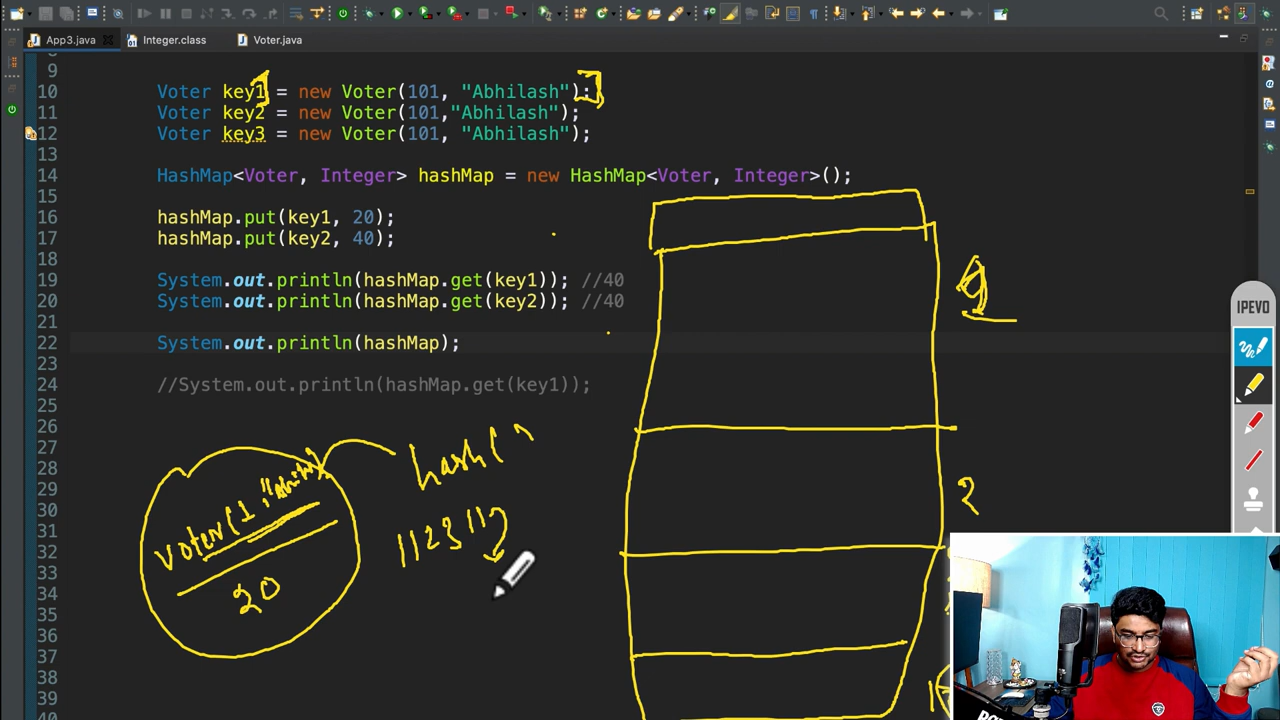 App3.java
Integer.class
Voter.java
9
10 Voter key1 = new Voter(101, "Abhilash");
11 Voter key2 = new Voter(101,"Abhilash");
12 Voter key3 = new Voter(101, "Abhilash");
13
14 HashMap<Voter, Integer> hashMap = new HashMap<Voter, Integer>();
15
16 hashMap.put(key1, 20);
17 hashMap.put(key2, 40);
18
19 System.out.println(hashMap.get(key1)); //40
20 System.out.println(hashMap.get(key2)); //40
21
22 System.out.println(hashMap);
23
24 //System.out.println(hashMap.get(key1));
25
26
27
28
29
30
31
32
33
34
35
36
37
38
39
IPEVO
hash(
Voter(1
20
2